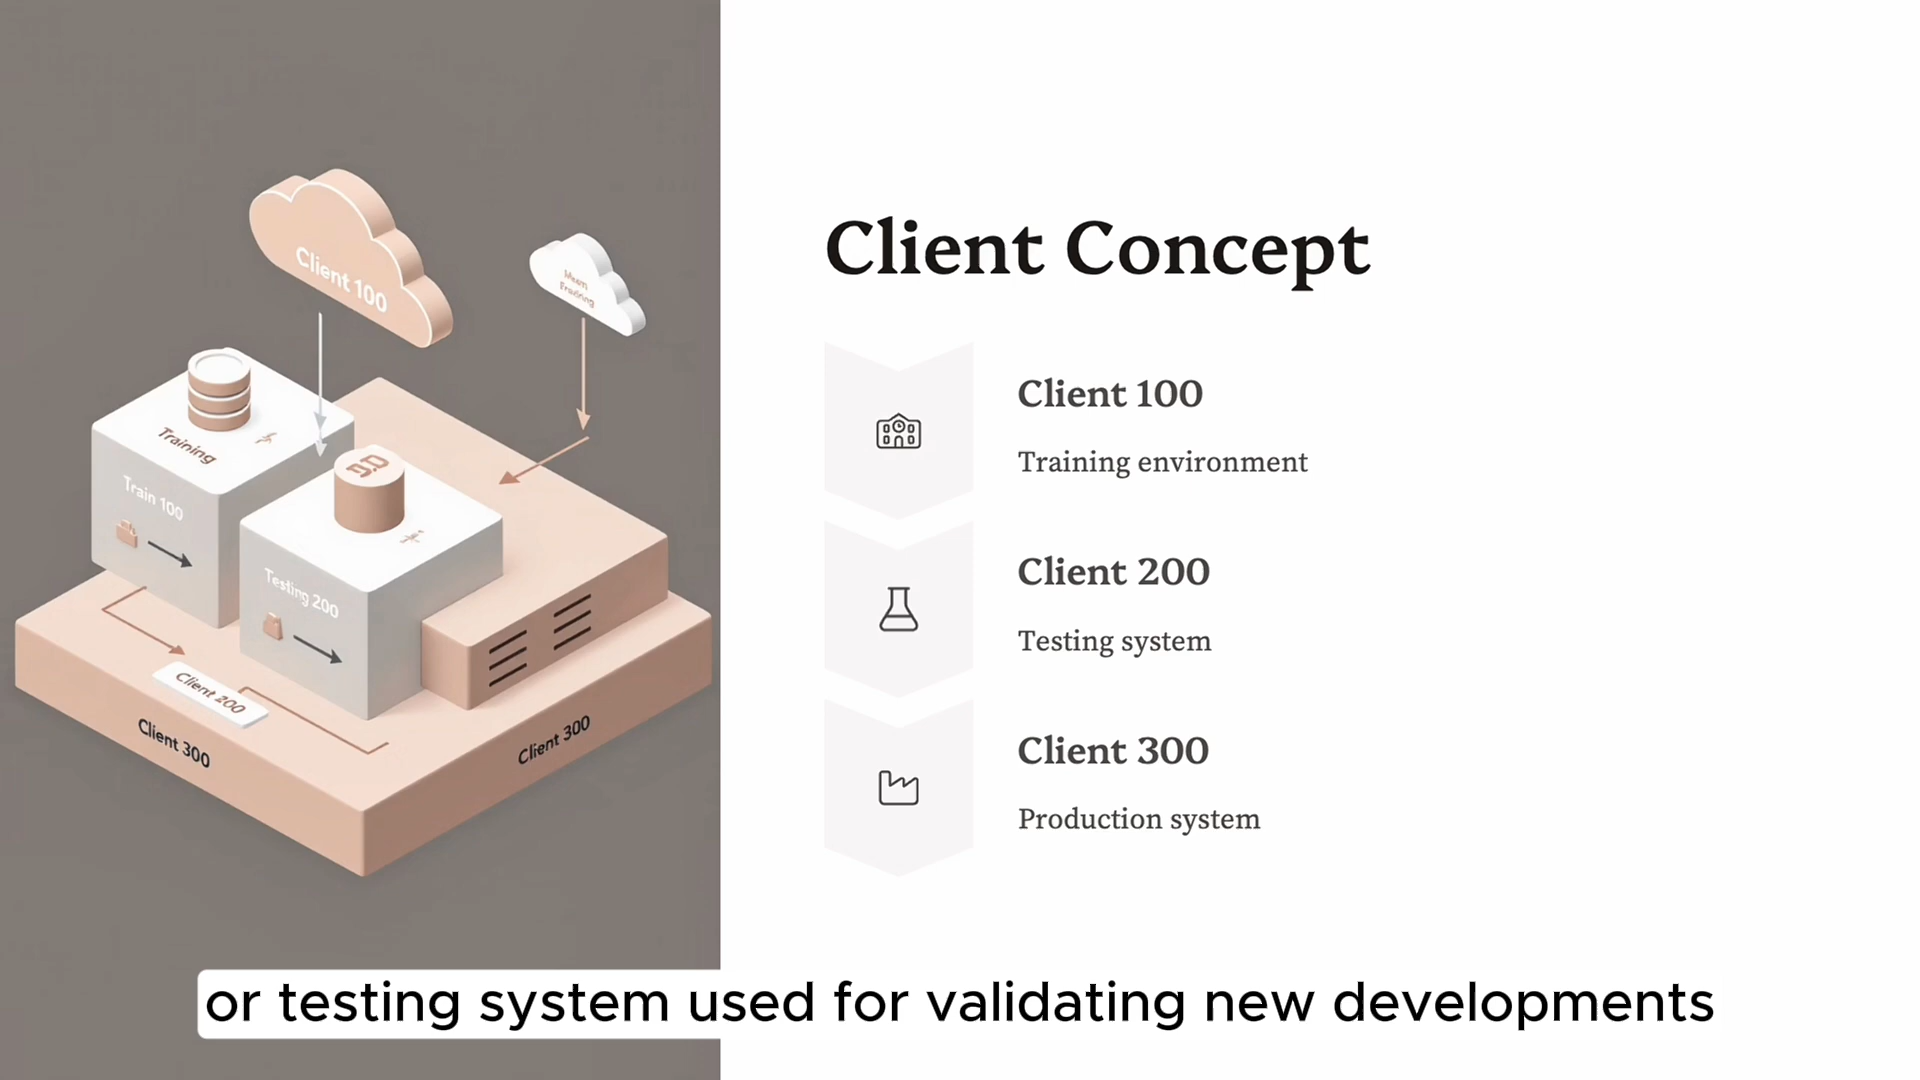 Client 100
Training
Train 100
Testing 200
Client 200
Client 300
Client 300
Client Concept
Client 100
Training environment
Client 200
Testing system
Client 300
Production system
or testing system used for validating new developments